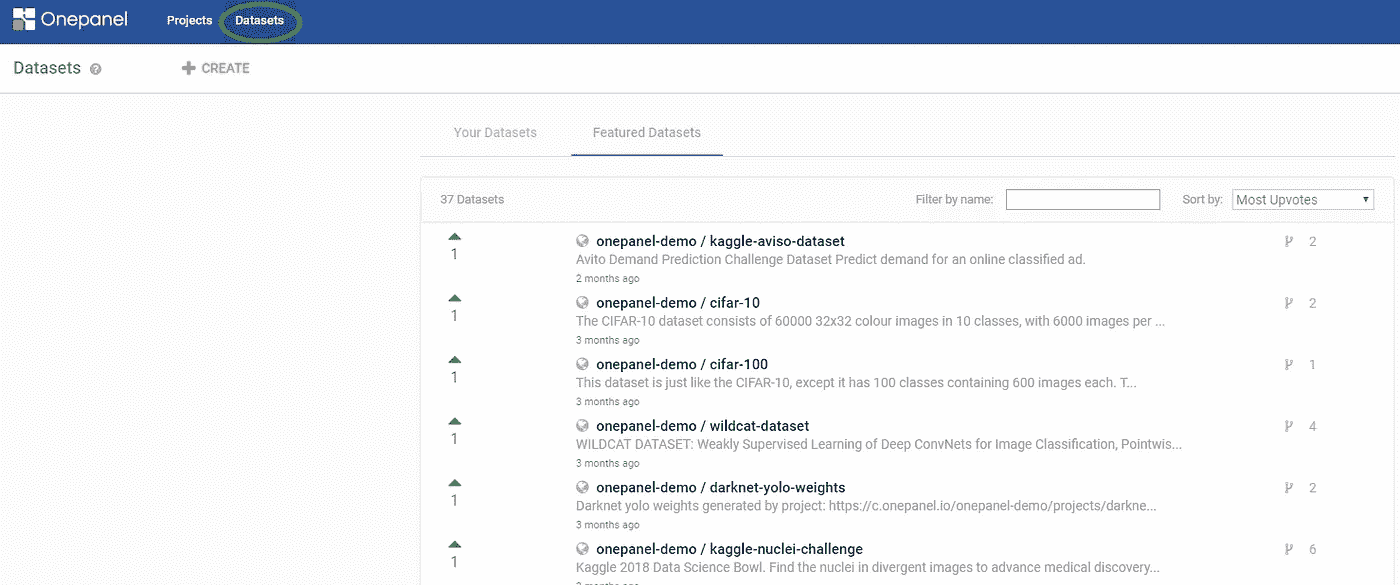 Onepanel Projects Datasets
Datasets ? CREATE
Your Datasets Featured Datasets
37 Datasets Filter by name: Sort by: Most Upvotes
1 onepanel-demo / kaggle-aviso-dataset 2
Avito Demand Prediction Challenge Dataset Predict demand for an online classified ad.
2 months ago
1 onepanel-demo / cifar-10 2
The CIFAR-10 dataset consists of 60000 32x32 colour images in 10 classes, with 6000 images per ...
3 months ago
1 onepanel-demo / cifar-100 1
This dataset is just like the CIFAR-10, except it has 100 classes containing 600 images each. T...
3 months ago
1 onepanel-demo / wildcat-dataset 4
WILDCAT DATASET: Weakly Supervised Learning of Deep ConvNets for Image Classification, Pointwis...
3 months ago
1 onepanel-demo / darknet-yolo-weights 2
Darknet yolo weights generated by project: https://c.onepanel.io/onepanel-demo/projects/darkne...
3 months ago
1 onepanel-demo / kaggle-nuclei-challenge 6
Kaggle 2018 Data Science Bowl. Find the nuclei in divergent images to advance medical discovery...